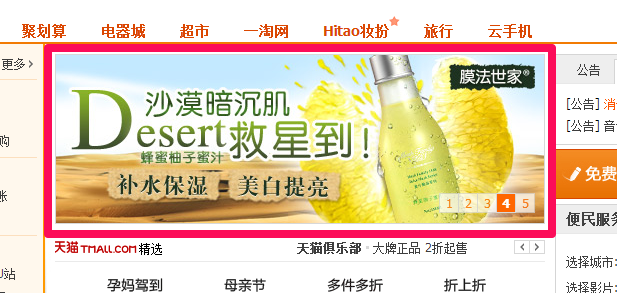 聚划算 电器城 超市 一淘网 Hitao妆扮 旅行 云手机
更多
公告
膜法世家®
沙漠暗沉肌
Desert救星到!
蜂蜜柚子蜜汁
补水保湿 美白提亮
1 2 3 4 5
[公告] 消
[公告] 音
购
账
免费
天猫 TMALL.COM 精选
天猫俱乐部 大牌正品 2折起售
便民服
站
选择城市:
孕妈驾到 母亲节 多件多折 折上折
选择影片: